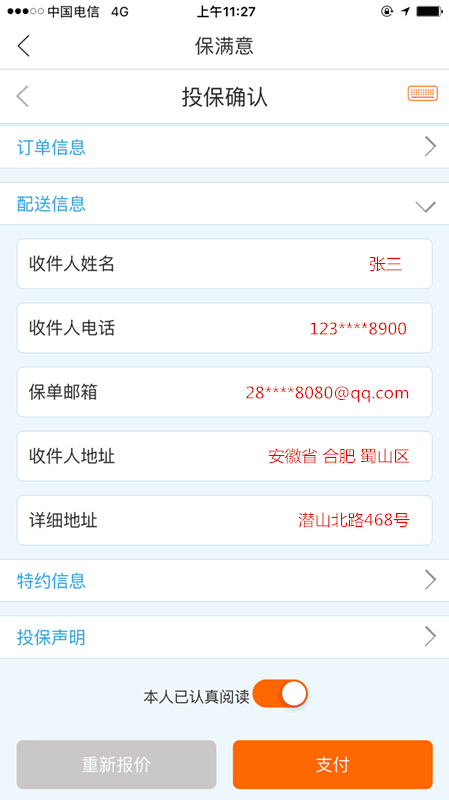 中国电信 4G 上午11:27
保满意
投保确认
订单信息
配送信息
收件人姓名 张三
收件人电话 123****8900
保单邮箱 28****8080@qq.com
收件人地址 安徽省 合肥 蜀山区
详细地址 潜山北路468号
特约信息
投保声明
本人已认真阅读
重新报价 支付